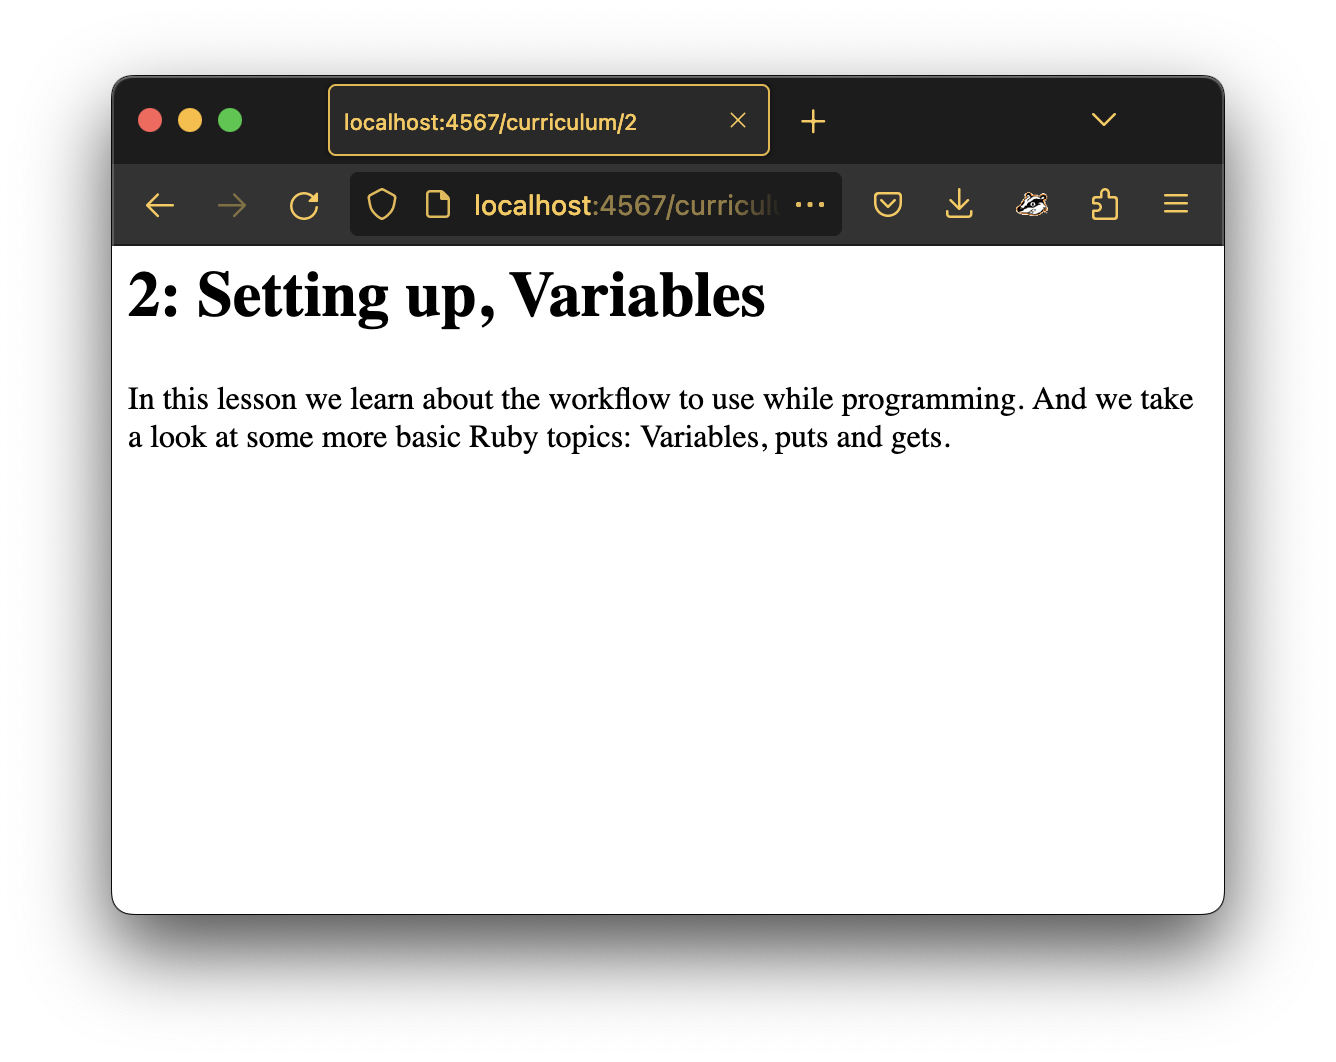 localhost:4567/curriculum/2
localhost:4567/curricul
2: Setting up, Variables
In this lesson we learn about the workflow to use while programming. And we take
a look at some more basic Ruby topics: Variables, puts and gets.